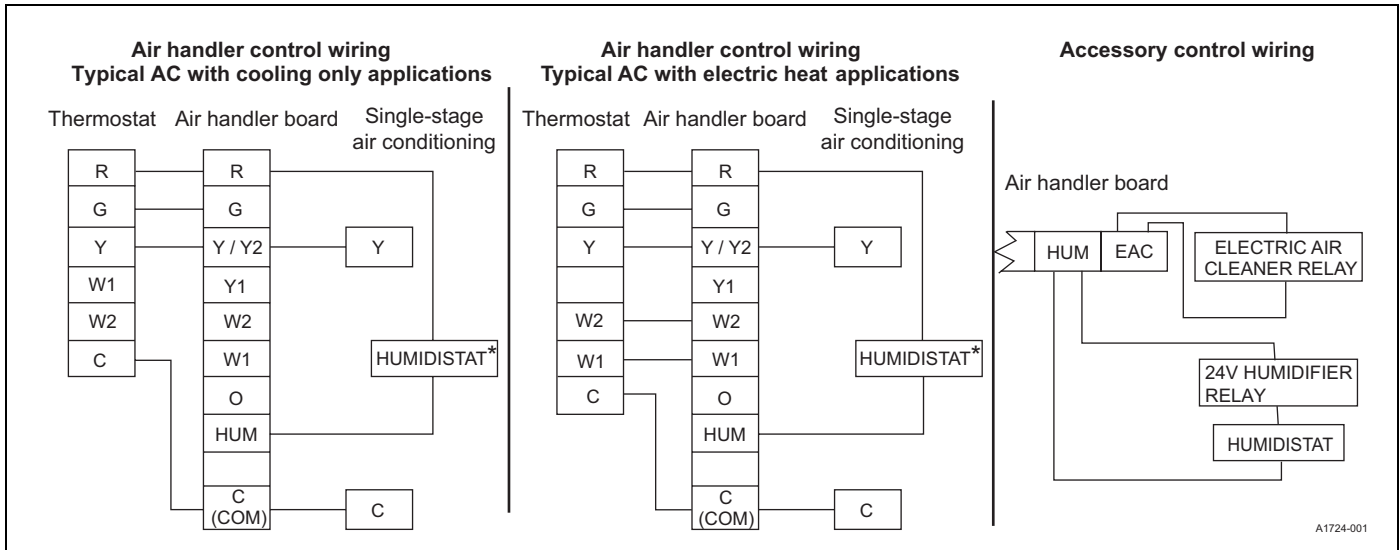 Air handler control wiring
Typical AC with cooling only applications
Thermostat
Air handler board
Single-stage
air conditioning
R
G
Y
W1
W2
C
R
G
Y / Y2
Y1
W2
W1
O
HUM
C
(COM)
Y
HUMIDISTAT*
C
Air handler control wiring
Typical AC with electric heat applications
Thermostat
Air handler board
Single-stage
air conditioning
R
G
Y
W2
W1
C
R
G
Y / Y2
Y1
W2
W1
O
HUM
C
(COM)
Y
HUMIDISTAT*
C
Accessory control wiring
Air handler board
HUM
EAC
ELECTRIC AIR
CLEANER RELAY
24V HUMIDIFIER
RELAY
HUMIDISTAT
A1724-001